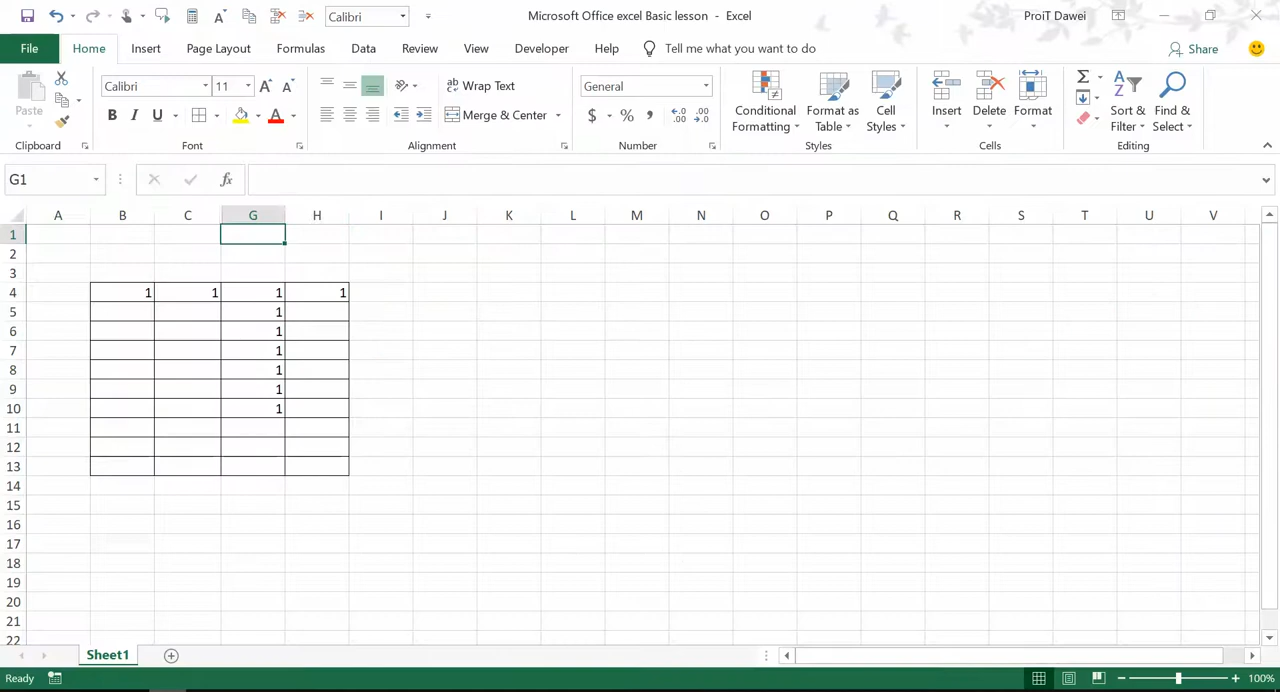 Calibri
Microsoft Office excel Basic lesson - Excel
ProiT Dawei
File Home Insert Page Layout Formulas Data Review View Developer Help Tell me what you want to do Share
Paste
Calibri 11
B I U A
Wrap Text
Merge & Center
General
$ % ,
Conditional Formatting
Format as Table
Cell Styles
Insert
Delete
Format
Sort & Filter
Find & Select
Clipboard Font Alignment Number Styles Cells Editing
G1 fx
A B C G H I J K L M N O P Q R S T U V
1
2
3
4 1 1 1 1
5 1
6 1
7 1
8 1
9 1
10 1
11
12
13
14
15
16
17
18
19
20
21
22
Sheet1
Ready 100%